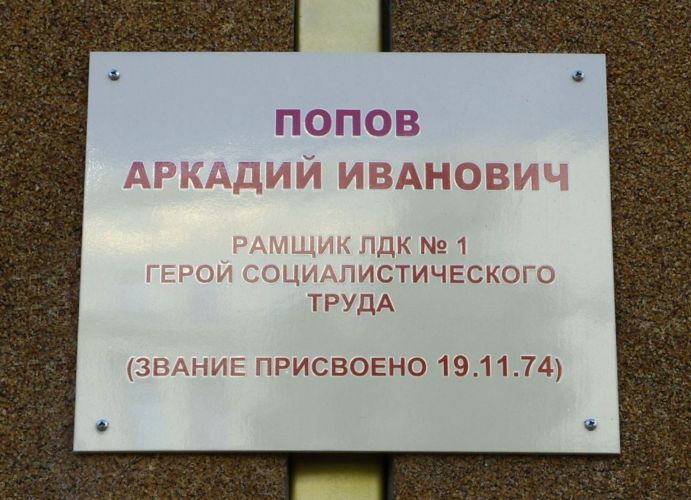 ПОПОВ
АРКАДИЙ ИВАНОВИЧ
РАМЩИК ЛДК № 1
ГЕРОЙ СОЦИАЛИСТИЧЕСКОГО
ТРУДА
(ЗВАНИЕ ПРИСВОЕНО 19.11.74)